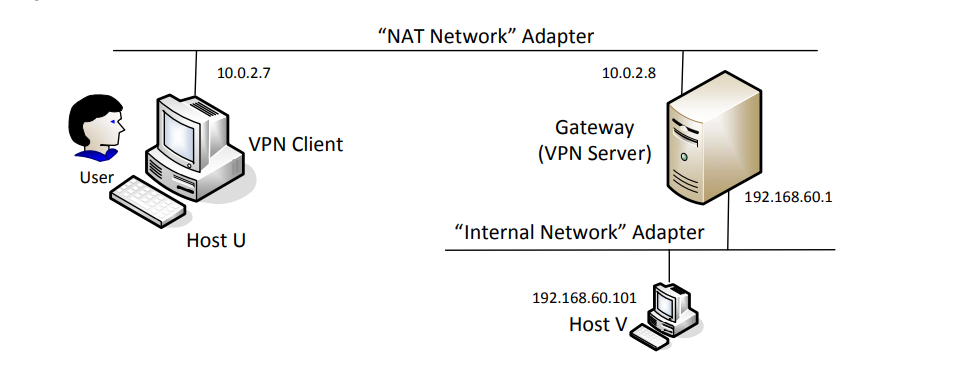 “NAT Network” Adapter
10.0.2.7
10.0.2.8
VPN Client
Gateway
(VPN Server)
User
192.168.60.1
Host U
“Internal Network” Adapter
192.168.60.101
Host V